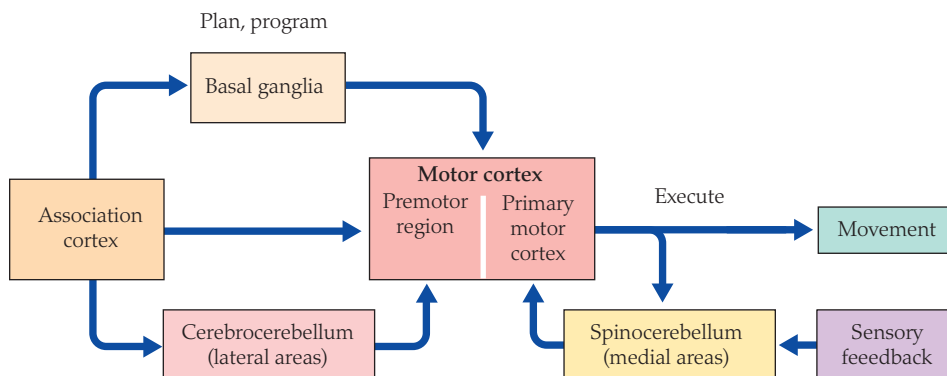 Plan, program
Basal ganglia
Motor cortex
Premotor
region
Primary
motor
cortex
Execute
Association
cortex
Movement
Cerebrocerebellum
(lateral areas)
Spinocerebellum
(medial areas)
Sensory
feeedback